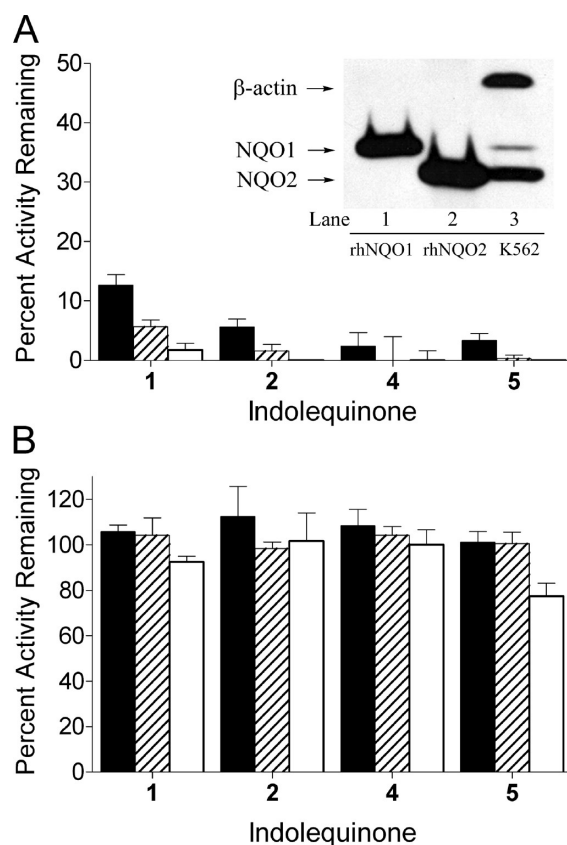 A
Percent Activity Remaining
50
40
30
20
10
0
β-actin
NQO1
NQO2
Lane 1 2 3
rhNQO1 rhNQO2 K562
1 2 4 5
Indolequinone
B
Percent Activity Remaining
120
100
80
60
40
20
0
1 2 4 5
Indolequinone